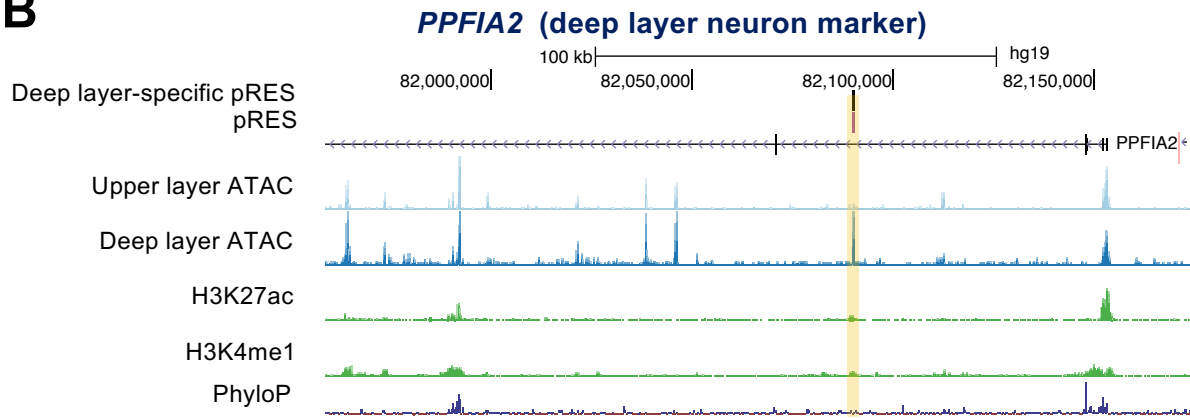 B
PPFIA2 (deep layer neuron marker)
100 kb hg19
82,000,000 82,050,000 82,100,000 82,150,000
Deep layer-specific pRES
pRES
PPFIA2
Upper layer ATAC
Deep layer ATAC
H3K27ac
H3K4me1
PhyloP